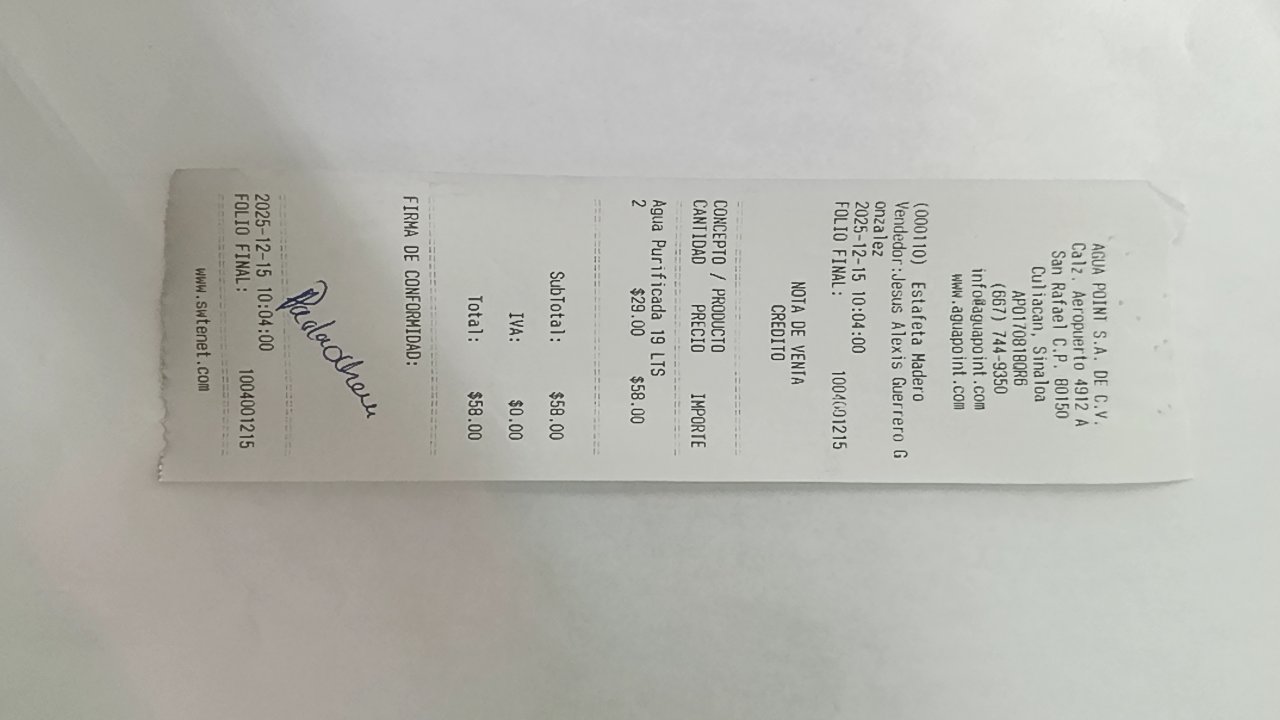 AGUA POINT S.A. DE C.V.
Calz. Aeropuerto 4912 A
San Rafael C.P. 80150
Culiacan, Sinaloa
APO170818QR6
(667) 744-9350
info@aguapoint.com
www.aguapoint.com
(000110) Estafeta Madero
Vendedor:Jesus Alexis Guerrero G
onzalez
2025-12-15 10:04:00
FOLIO FINAL: 1004001215
NOTA DE VENTA
CREDITO
CONCEPTO / PRODUCTO
CANTIDAD PRECIO IMPORTE
Agua Purificada 19 LTS
2 $29.00 $58.00
SubTotal: $58.00
IVA: $0.00
Total: $58.00
FIRMA DE CONFORMIDAD:
2025-12-15 10:04:00
FOLIO FINAL: 1004001215
www.swtenet.com